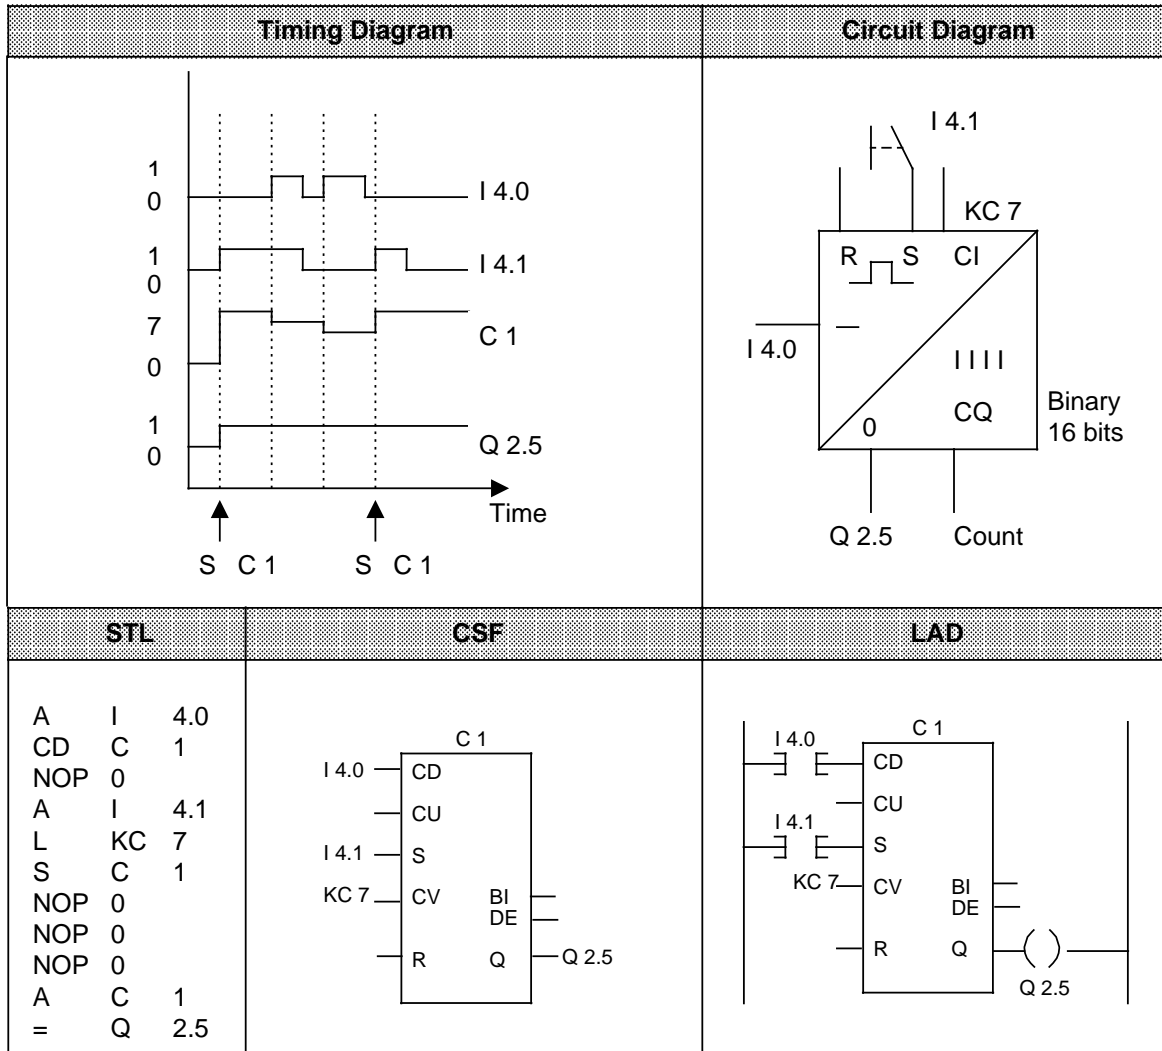 Timing Diagram
Circuit Diagram
1
0
I 4.0
1
0
I 4.1
7
0
C 1
1
0
Q 2.5
Time
S C 1
S C 1
I 4.1
KC 7
R S CI
I 4.0
I I I I
CQ
0
Binary
16 bits
Q 2.5
Count
STL
CSF
LAD
A I 4.0
CD C 1
NOP 0
A I 4.1
L KC 7
S C 1
NOP 0
NOP 0
NOP 0
A C 1
= Q 2.5
C 1
I 4.0 CD
CU
I 4.1 S
KC 7 CV BI
DE
R Q Q 2.5
C 1
I 4.0
CD
CU
I 4.1
S
KC 7 CV BI
DE
R Q
Q 2.5